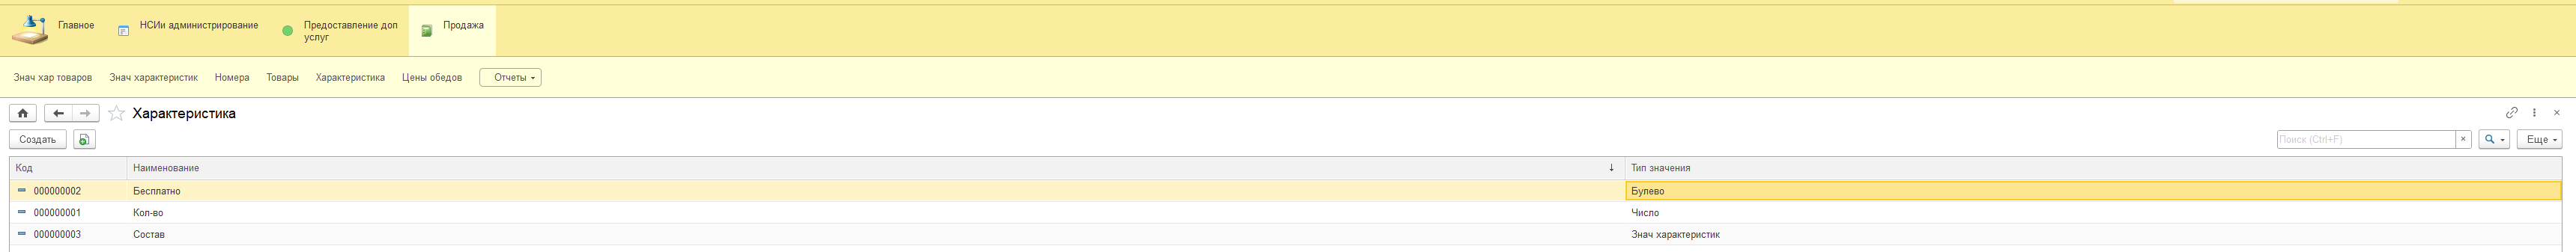 Главное
НСИи администрирование
Предоставление доп
услуг
Продажа
Знач хар товаров
Знач характеристик
Номера
Товары
Характеристика
Цены обедов
Отчеты
Характеристика
Создать
Поиск (Ctrl+F)
×
Еще
Код
Наименование
↓
Тип значения
000000002
Бесплатно
Булево
000000001
Кол-во
Число
000000003
Состав
Знач характеристик